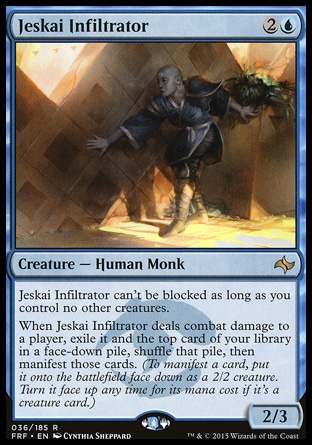 Jeskai Infiltrator 2
Creature — Human Monk
Jeskai Infiltrator can't be blocked as long as you
control no other creatures.
When Jeskai Infiltrator deals combat damage to
a player, exile it and the top card of your library
in a face-down pile, shuffle that pile, then
manifest those cards. (To manifest a card, put
it onto the battlefield face down as a 2/2 creature.
Turn it face up any time for its mana cost if it's a
creature card.)
2/3
036/185 R
FRF • EN Cynthia Sheppard
™ & © 2015 Wizards of the Coast